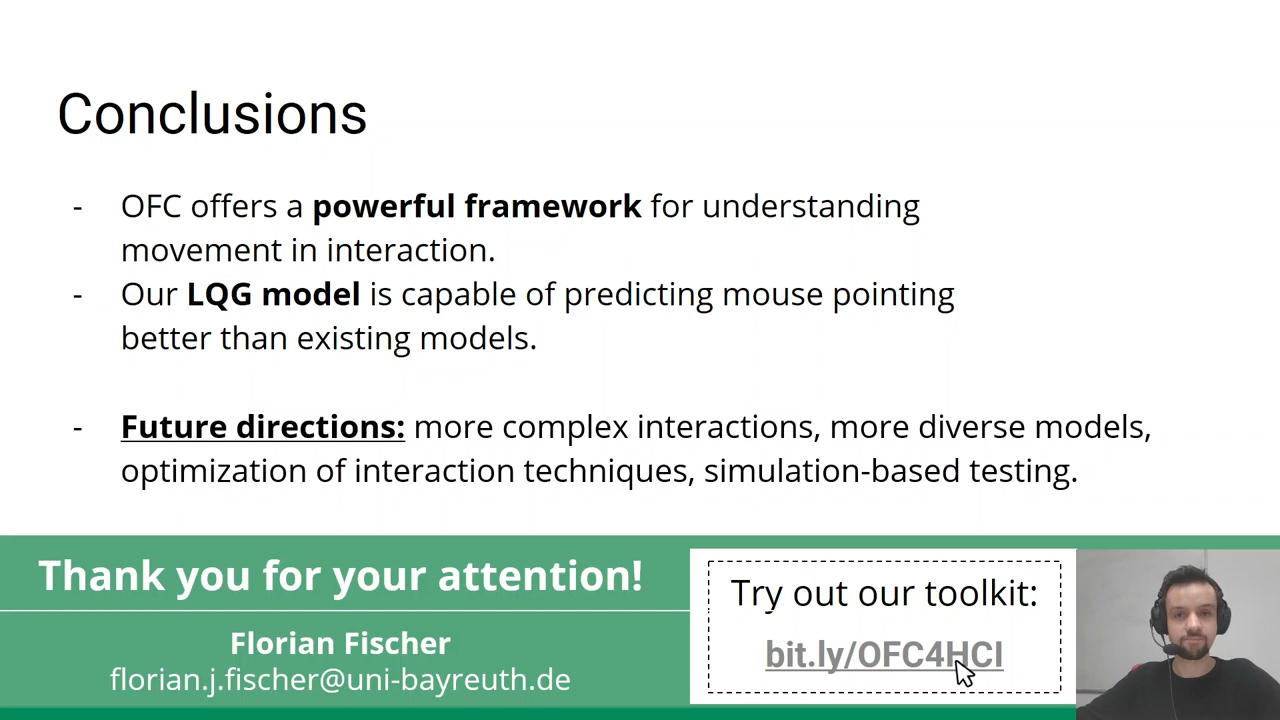 Conclusions
- OFC offers a powerful framework for understanding
movement in interaction.
- Our LQG model is capable of predicting mouse pointing
better than existing models.
- Future directions: more complex interactions, more diverse models,
optimization of interaction techniques, simulation-based testing.
Thank you for your attention!
Florian Fischer
florian.j.fischer@uni-bayreuth.de
Try out our toolkit:
bit.ly/OFC4HCI